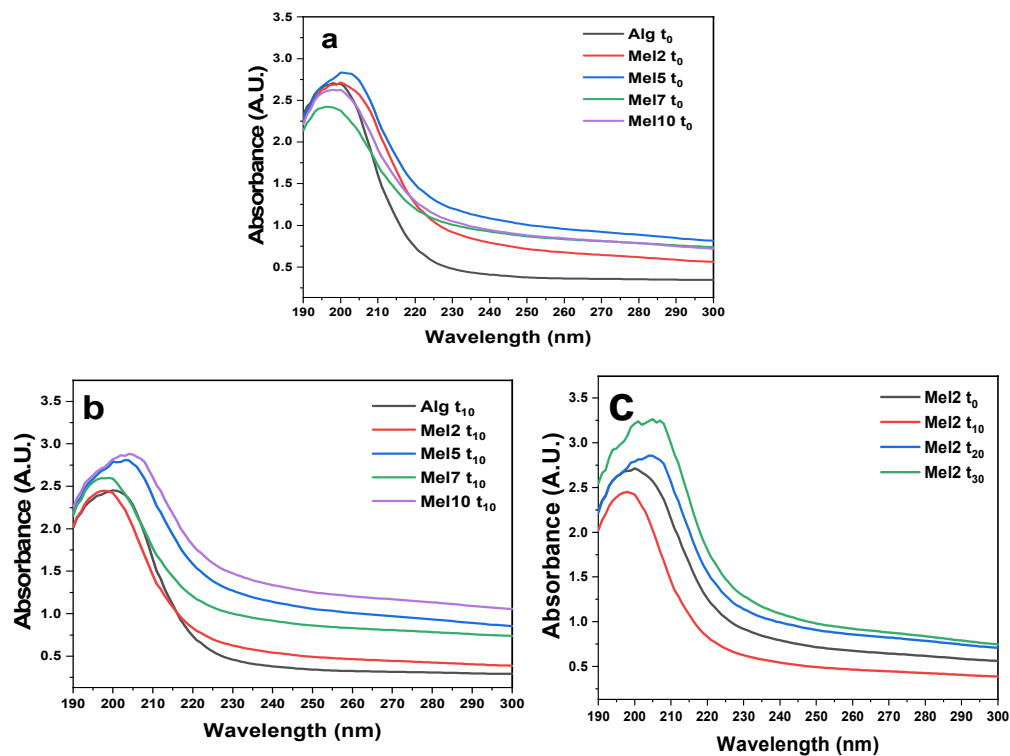 a
Alg t₀
Mel2 t₀
Mel5 t₀
Mel7 t₀
Mel10 t₀
Absorbance (A.U.)
3.5
3.0
2.5
2.0
1.5
1.0
0.5
190 200 210 220 230 240 250 260 270 280 290 300
Wavelength (nm)
b
Alg t₁₀
Mel2 t₁₀
Mel5 t₁₀
Mel7 t₁₀
Mel10 t₁₀
Absorbance (A.U.)
3.5
3.0
2.5
2.0
1.5
1.0
0.5
190 200 210 220 230 240 250 260 270 280 290 300
Wavelength (nm)
c
Mel2 t₀
Mel2 t₁₀
Mel2 t₂₀
Mel2 t₃₀
Absorbance (A.U.)
3.5
3.0
2.5
2.0
1.5
1.0
0.5
190 200 210 220 230 240 250 260 270 280 290 300
Wavelength (nm)